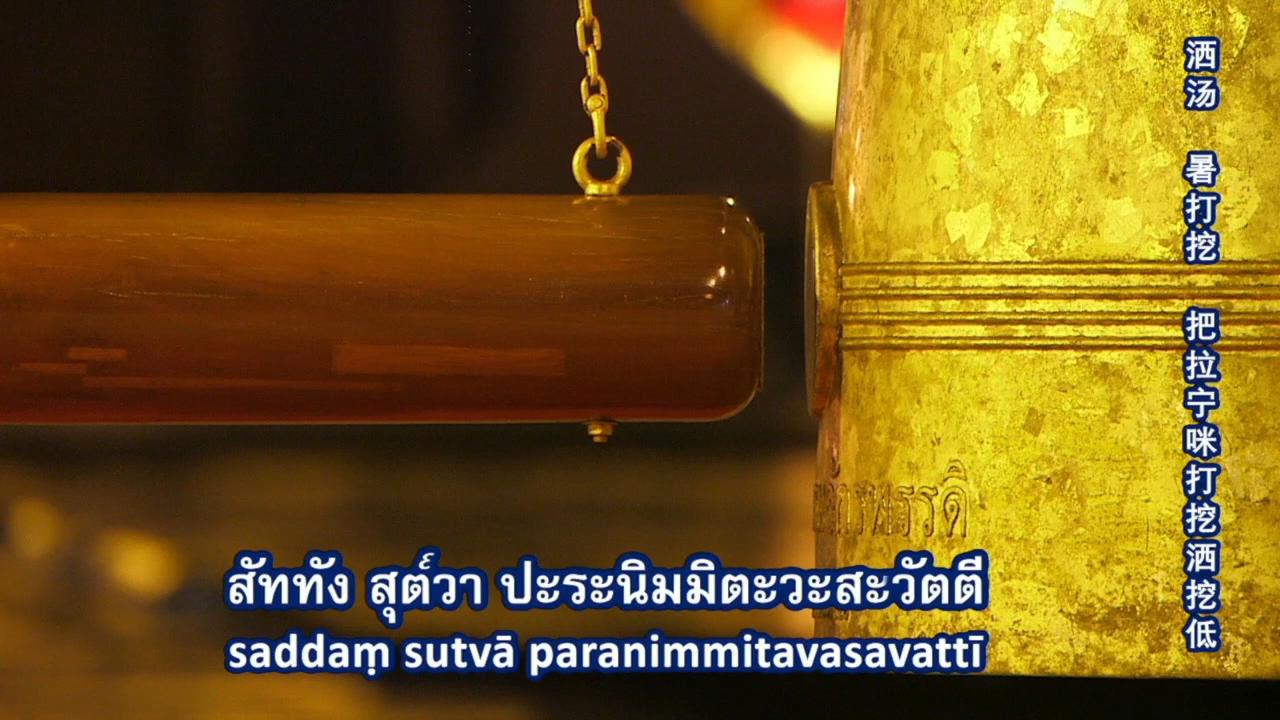 สัททัง สุต๎วา ปะระนิมมิตะวะสะวัตตี
saddaṃ sutvā paranimmitavasavattī
洒汤 暑打挖 把拉宁咪打挖洒挖低